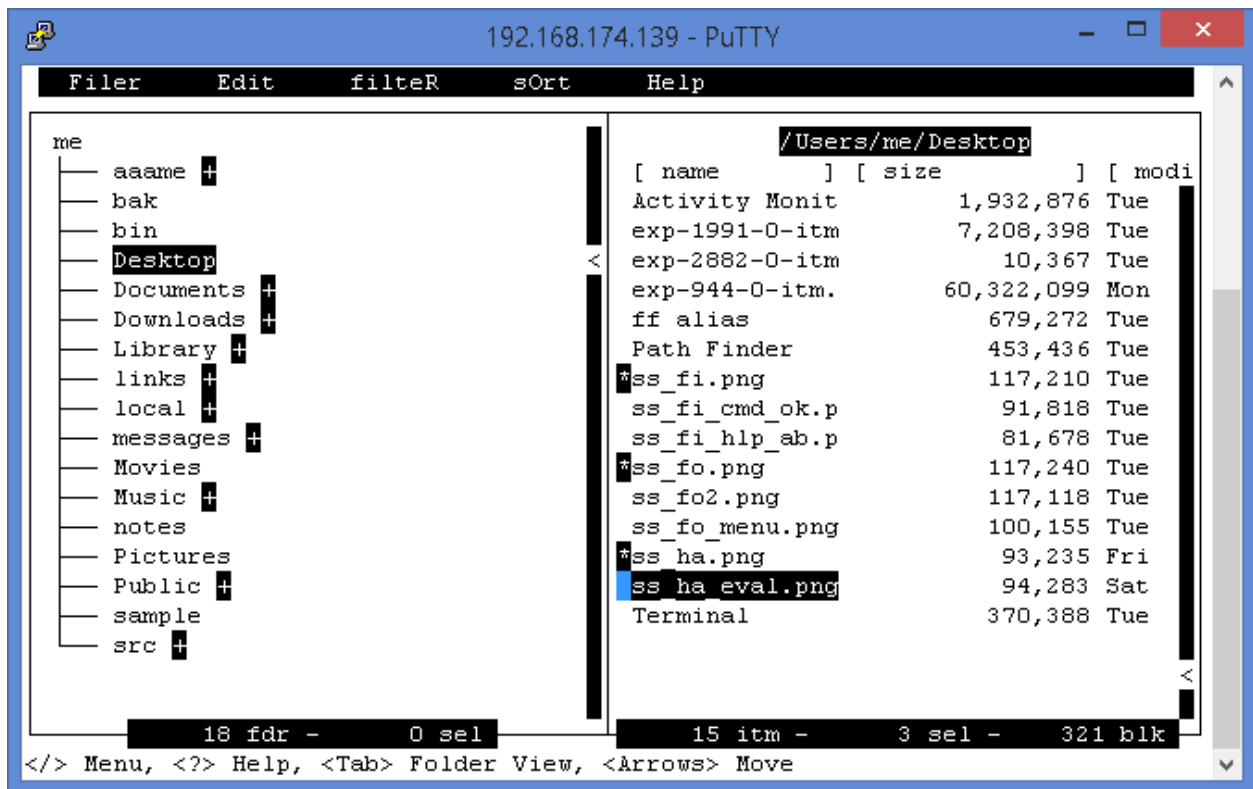 192.168.174.139 - PuTTY
Filer Edit filteR sOrt Help
me
aaame +
bak
bin
Desktop <
Documents +
Downloads +
Library +
links +
local +
messages +
Movies
Music +
notes
Pictures
Public +
sample
src +
18 fdr - 0 sel
/Users/me/Desktop
[ name ] [ size ] [ modi
Activity Monit 1,932,876 Tue
exp-1991-0-itm 7,208,398 Tue
exp-2882-0-itm 10,367 Tue
exp-944-0-itm. 60,322,099 Mon
ff alias 679,272 Tue
Path Finder 453,436 Tue
*ss_fi.png 117,210 Tue
ss_fi_cmd_ok.p 91,818 Tue
ss_fi_hlp_ab.p 81,678 Tue
*ss_fo.png 117,240 Tue
ss_fo2.png 117,118 Tue
ss_fo_menu.png 100,155 Tue
*ss_ha.png 93,235 Fri
ss_ha_eval.png 94,283 Sat
Terminal 370,388 Tue
<
15 itm - 3 sel - 321 blk
</> Menu, <?> Help, <Tab> Folder View, <Arrows> Move